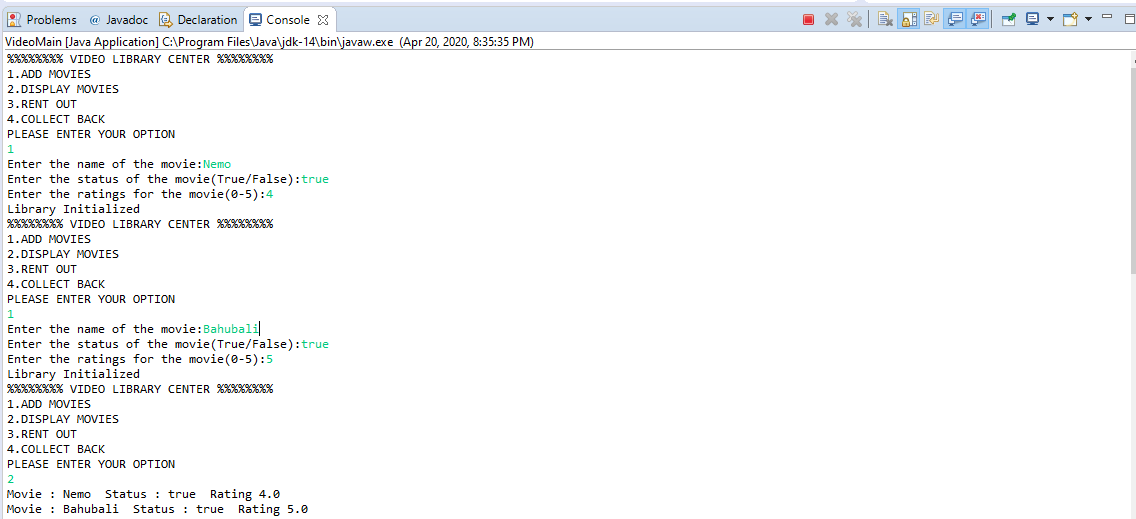 Problems @ Javadoc Declaration Console
VideoMain [Java Application] C:\Program Files\Java\jdk-14\bin\javaw.exe (Apr 20, 2020, 8:35:35 PM)
%%%%%%%% VIDEO LIBRARY CENTER %%%%%%%%
1.ADD MOVIES
2.DISPLAY MOVIES
3.RENT OUT
4.COLLECT BACK
PLEASE ENTER YOUR OPTION
1
Enter the name of the movie:Nemo
Enter the status of the movie(True/False):true
Enter the ratings for the movie(0-5):4
Library Initialized
%%%%%%%% VIDEO LIBRARY CENTER %%%%%%%%
1.ADD MOVIES
2.DISPLAY MOVIES
3.RENT OUT
4.COLLECT BACK
PLEASE ENTER YOUR OPTION
1
Enter the name of the movie:Bahubali
Enter the status of the movie(True/False):true
Enter the ratings for the movie(0-5):5
Library Initialized
%%%%%%%% VIDEO LIBRARY CENTER %%%%%%%%
1.ADD MOVIES
2.DISPLAY MOVIES
3.RENT OUT
4.COLLECT BACK
PLEASE ENTER YOUR OPTION
2
Movie : Nemo  Status : true  Rating 4.0
Movie : Bahubali  Status : true  Rating 5.0